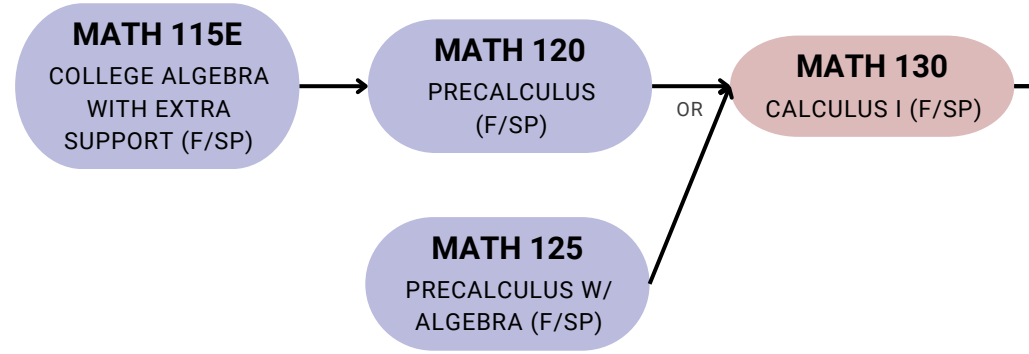 MATH 115E
COLLEGE ALGEBRA
WITH EXTRA
SUPPORT (F/SP)
MATH 120
PRECALCULUS
(F/SP)
OR
MATH 130
CALCULUS I (F/SP)
MATH 125
PRECALCULUS W/
ALGEBRA (F/SP)